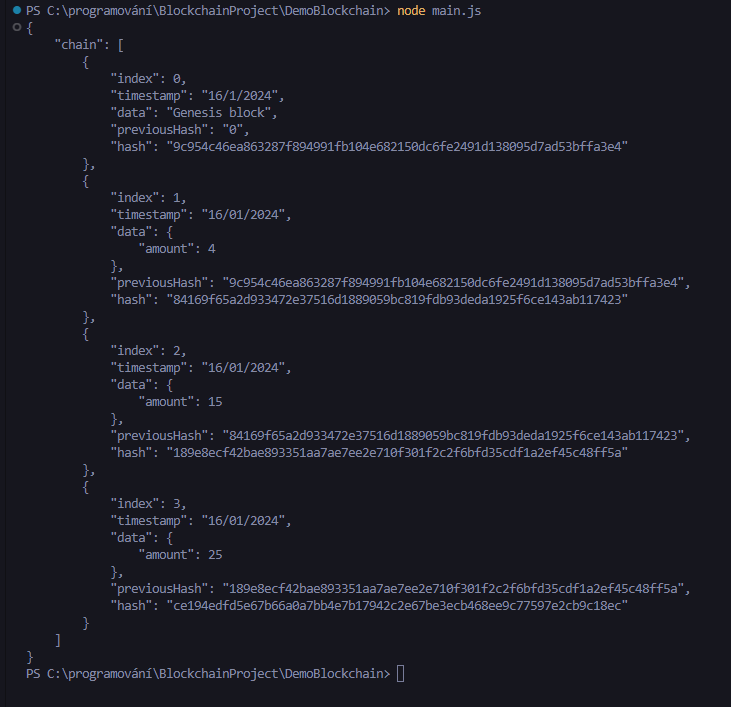 PS C:\programování\BlockchainProject\DemoBlockchain> node main.js
{
    "chain": [
        {
            "index": 0,
            "timestamp": "16/1/2024",
            "data": "Genesis block",
            "previousHash": "0",
            "hash": "9c954c46ea863287f894991fb104e682150dc6fe2491d138095d7ad53bffa3e4"
        },
        {
            "index": 1,
            "timestamp": "16/01/2024",
            "data": {
                "amount": 4
            },
            "previousHash": "9c954c46ea863287f894991fb104e682150dc6fe2491d138095d7ad53bffa3e4",
            "hash": "84169f65a2d933472e37516d1889059bc819fdb93deda1925f6ce143ab117423"
        },
        {
            "index": 2,
            "timestamp": "16/01/2024",
            "data": {
                "amount": 15
            },
            "previousHash": "84169f65a2d933472e37516d1889059bc819fdb93deda1925f6ce143ab117423",
            "hash": "189e8ecf42bae893351aa7ae7ee2e710f301f2c2f6bfd35cdf1a2ef45c48ff5a"
        },
        {
            "index": 3,
            "timestamp": "16/01/2024",
            "data": {
                "amount": 25
            },
            "previousHash": "189e8ecf42bae893351aa7ae7ee2e710f301f2c2f6bfd35cdf1a2ef45c48ff5a",
            "hash": "ce194edfd5e67b66a0a7bb4e7b17942c2e67be3ecb468ee9c77597e2cb9c18ec"
        }
    ]
}
PS C:\programování\BlockchainProject\DemoBlockchain>